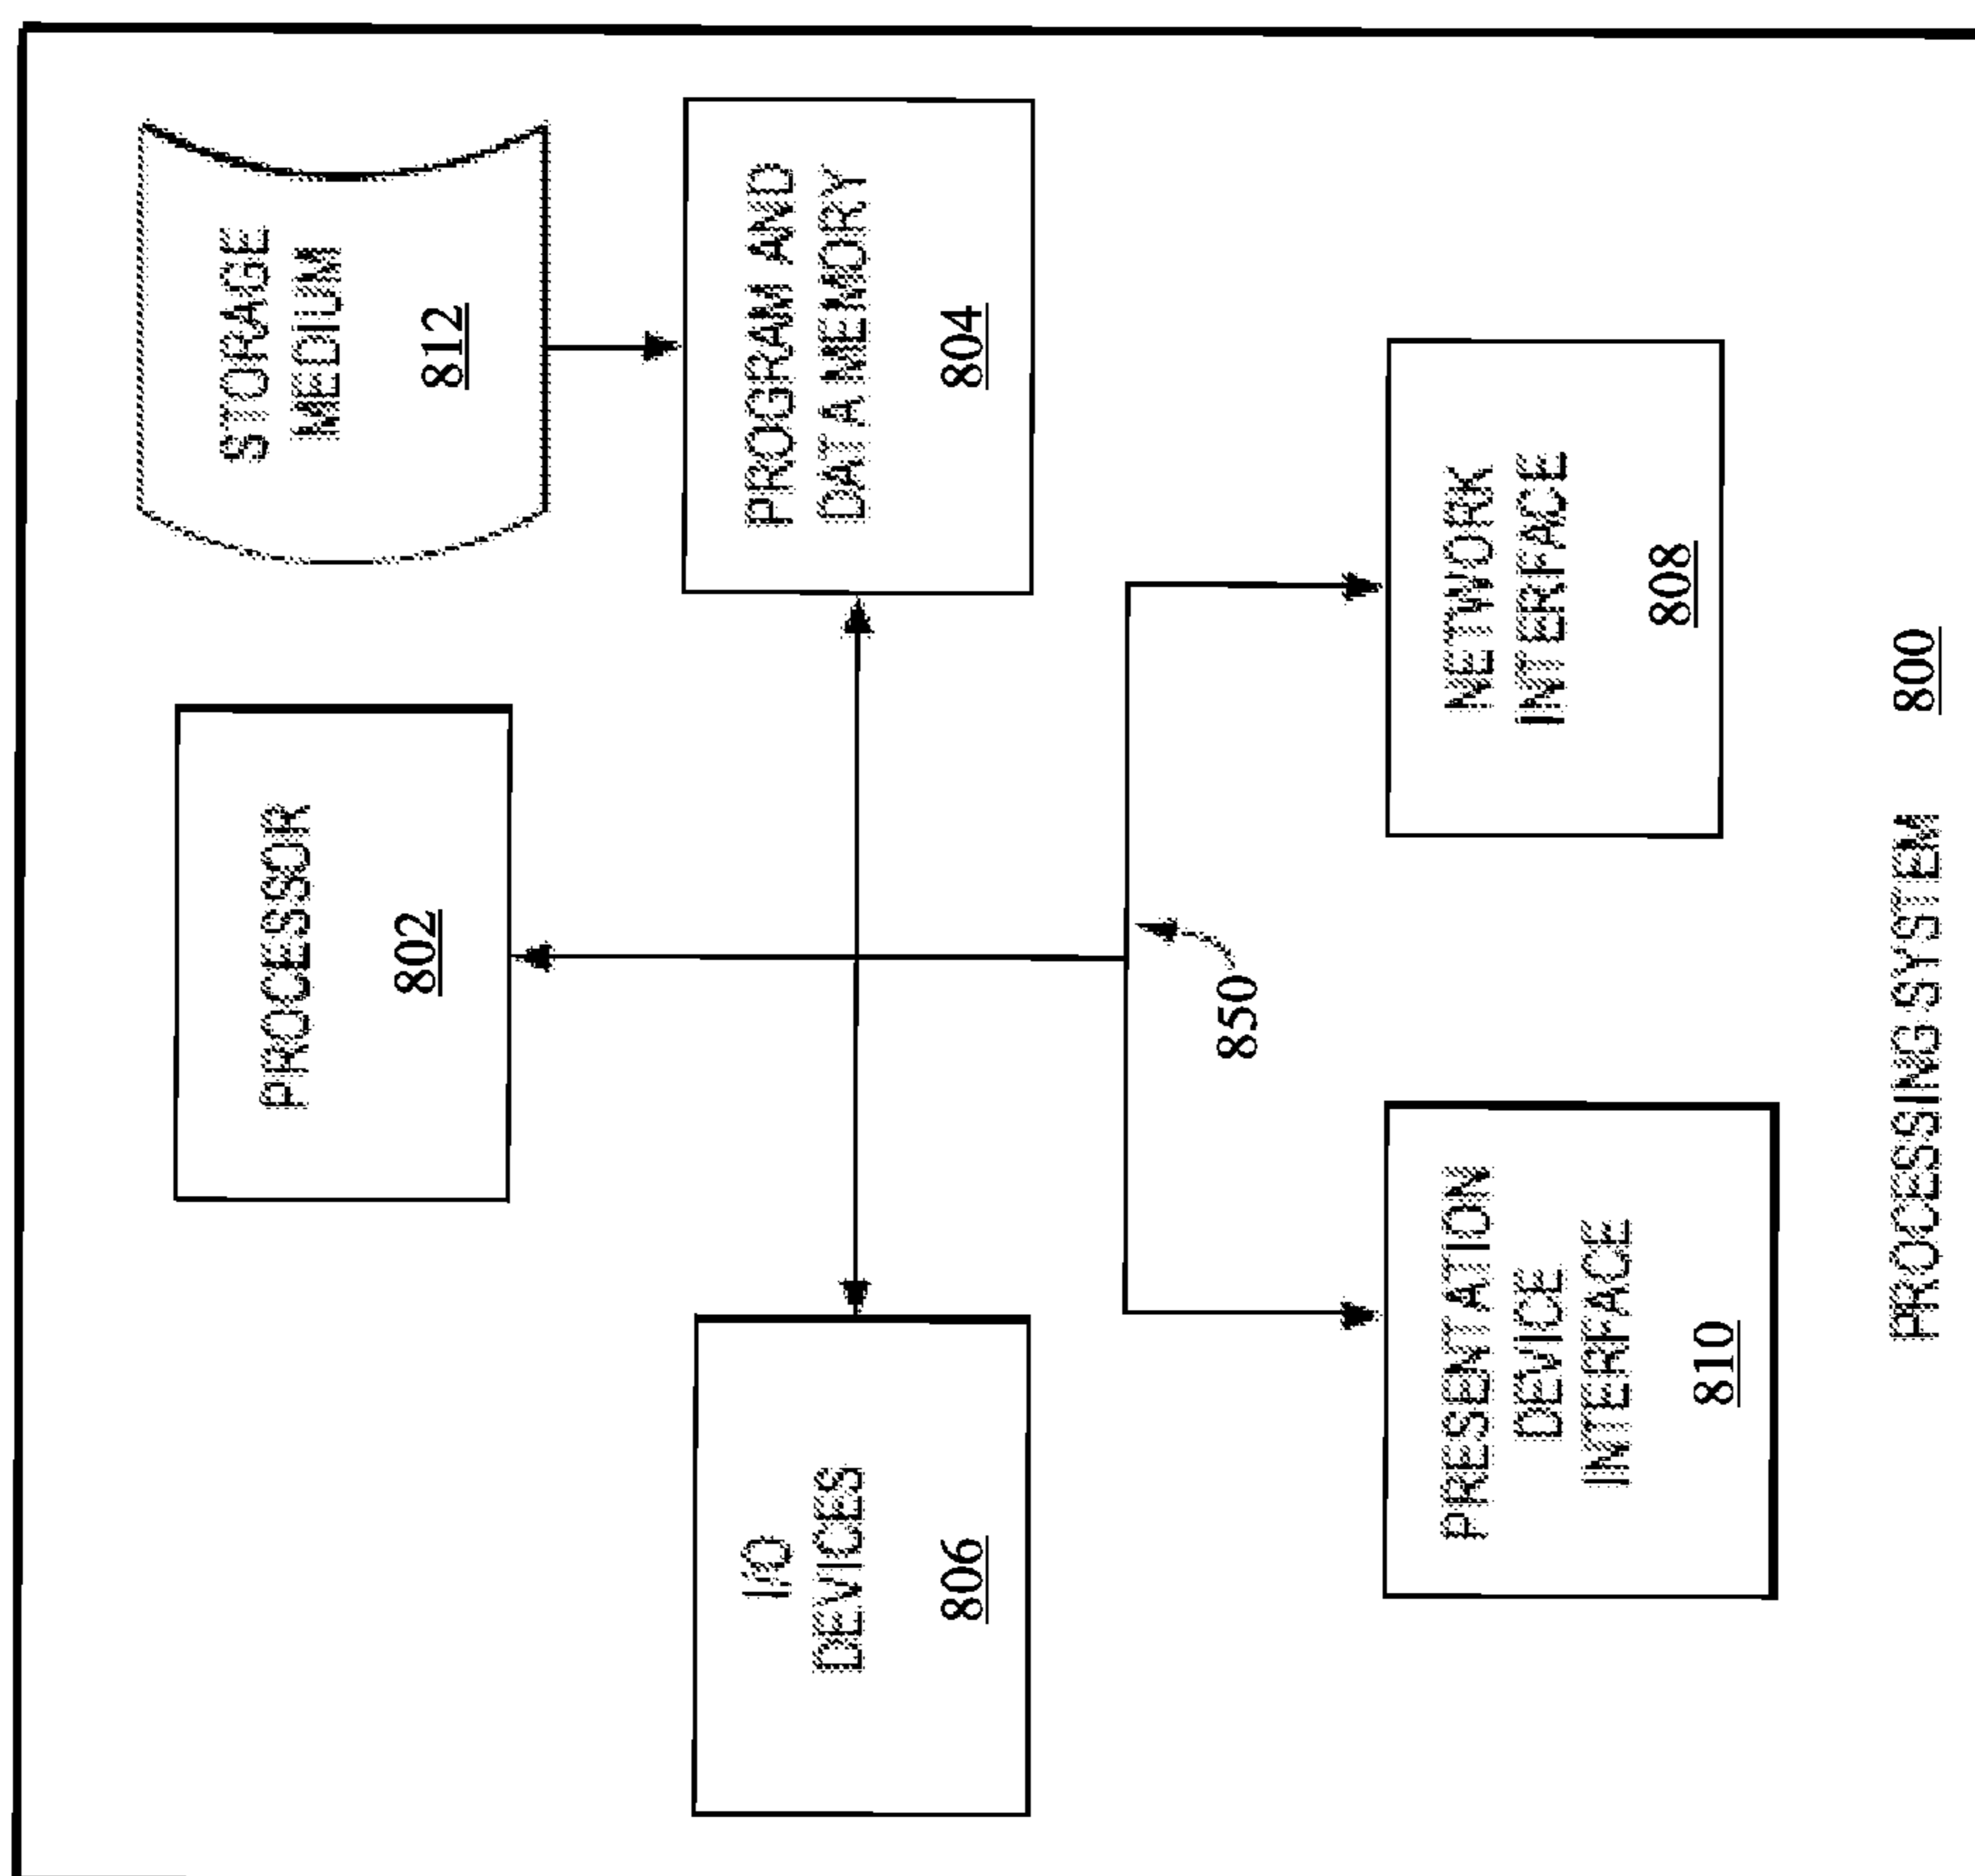 PROCESSOR
802
STORAGE
MEDIUM
812
I/O
DEVICES
806
PROGRAM AND
DATA MEMORY
804
850
PRESENTATION
DEVICE
INTERFACE
810
NETWORK
INTERFACE
808
PROCESSING SYSTEM 800